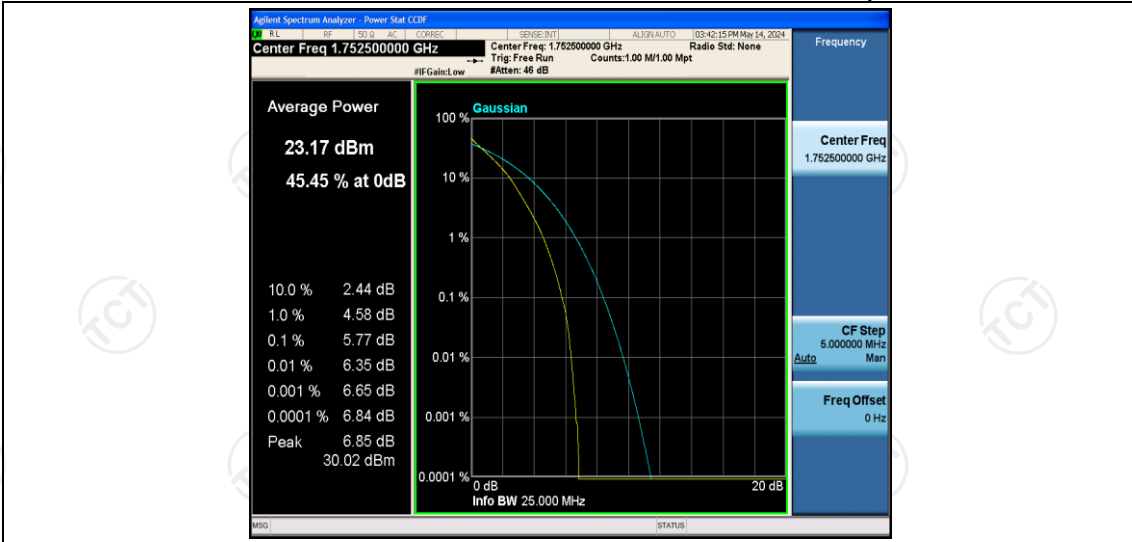 Agilent Spectrum Analyzer - Power Stat CCDF
RL RF 50 Ω AC CORREC SENSE:INT ALIGN AUTO 03:42:15 PM May 14, 2024
Center Freq 1.752500000 GHz
Center Freq: 1.752500000 GHz Radio Std: None
Trig: Free Run Counts:1.00 M/1.00 Mpt
#IFGain:Low #Atten: 46 dB
Frequency
Average Power
23.17 dBm
45.45 % at 0dB
10.0 % 2.44 dB
1.0 % 4.58 dB
0.1 % 5.77 dB
0.01 % 6.35 dB
0.001 % 6.65 dB
0.0001 % 6.84 dB
Peak 6.85 dB
30.02 dBm
Gaussian
100 %
10 %
1 %
0.1 %
0.01 %
0.001 %
0.0001 %
0 dB 20 dB
Info BW 25.000 MHz
Center Freq
1.752500000 GHz
CF Step
5.000000 MHz
Auto Man
Freq Offset
0 Hz
MSG STATUS
TCT
TCT